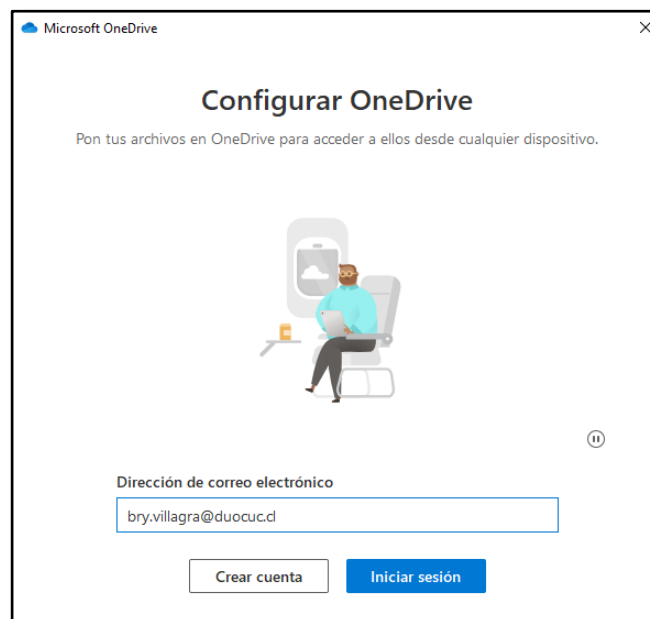 Microsoft OneDrive
Configurar OneDrive
Pon tus archivos en OneDrive para acceder a ellos desde cualquier dispositivo.
Dirección de correo electrónico
bry.villagra@duocuc.cl
Crear cuenta
Iniciar sesión